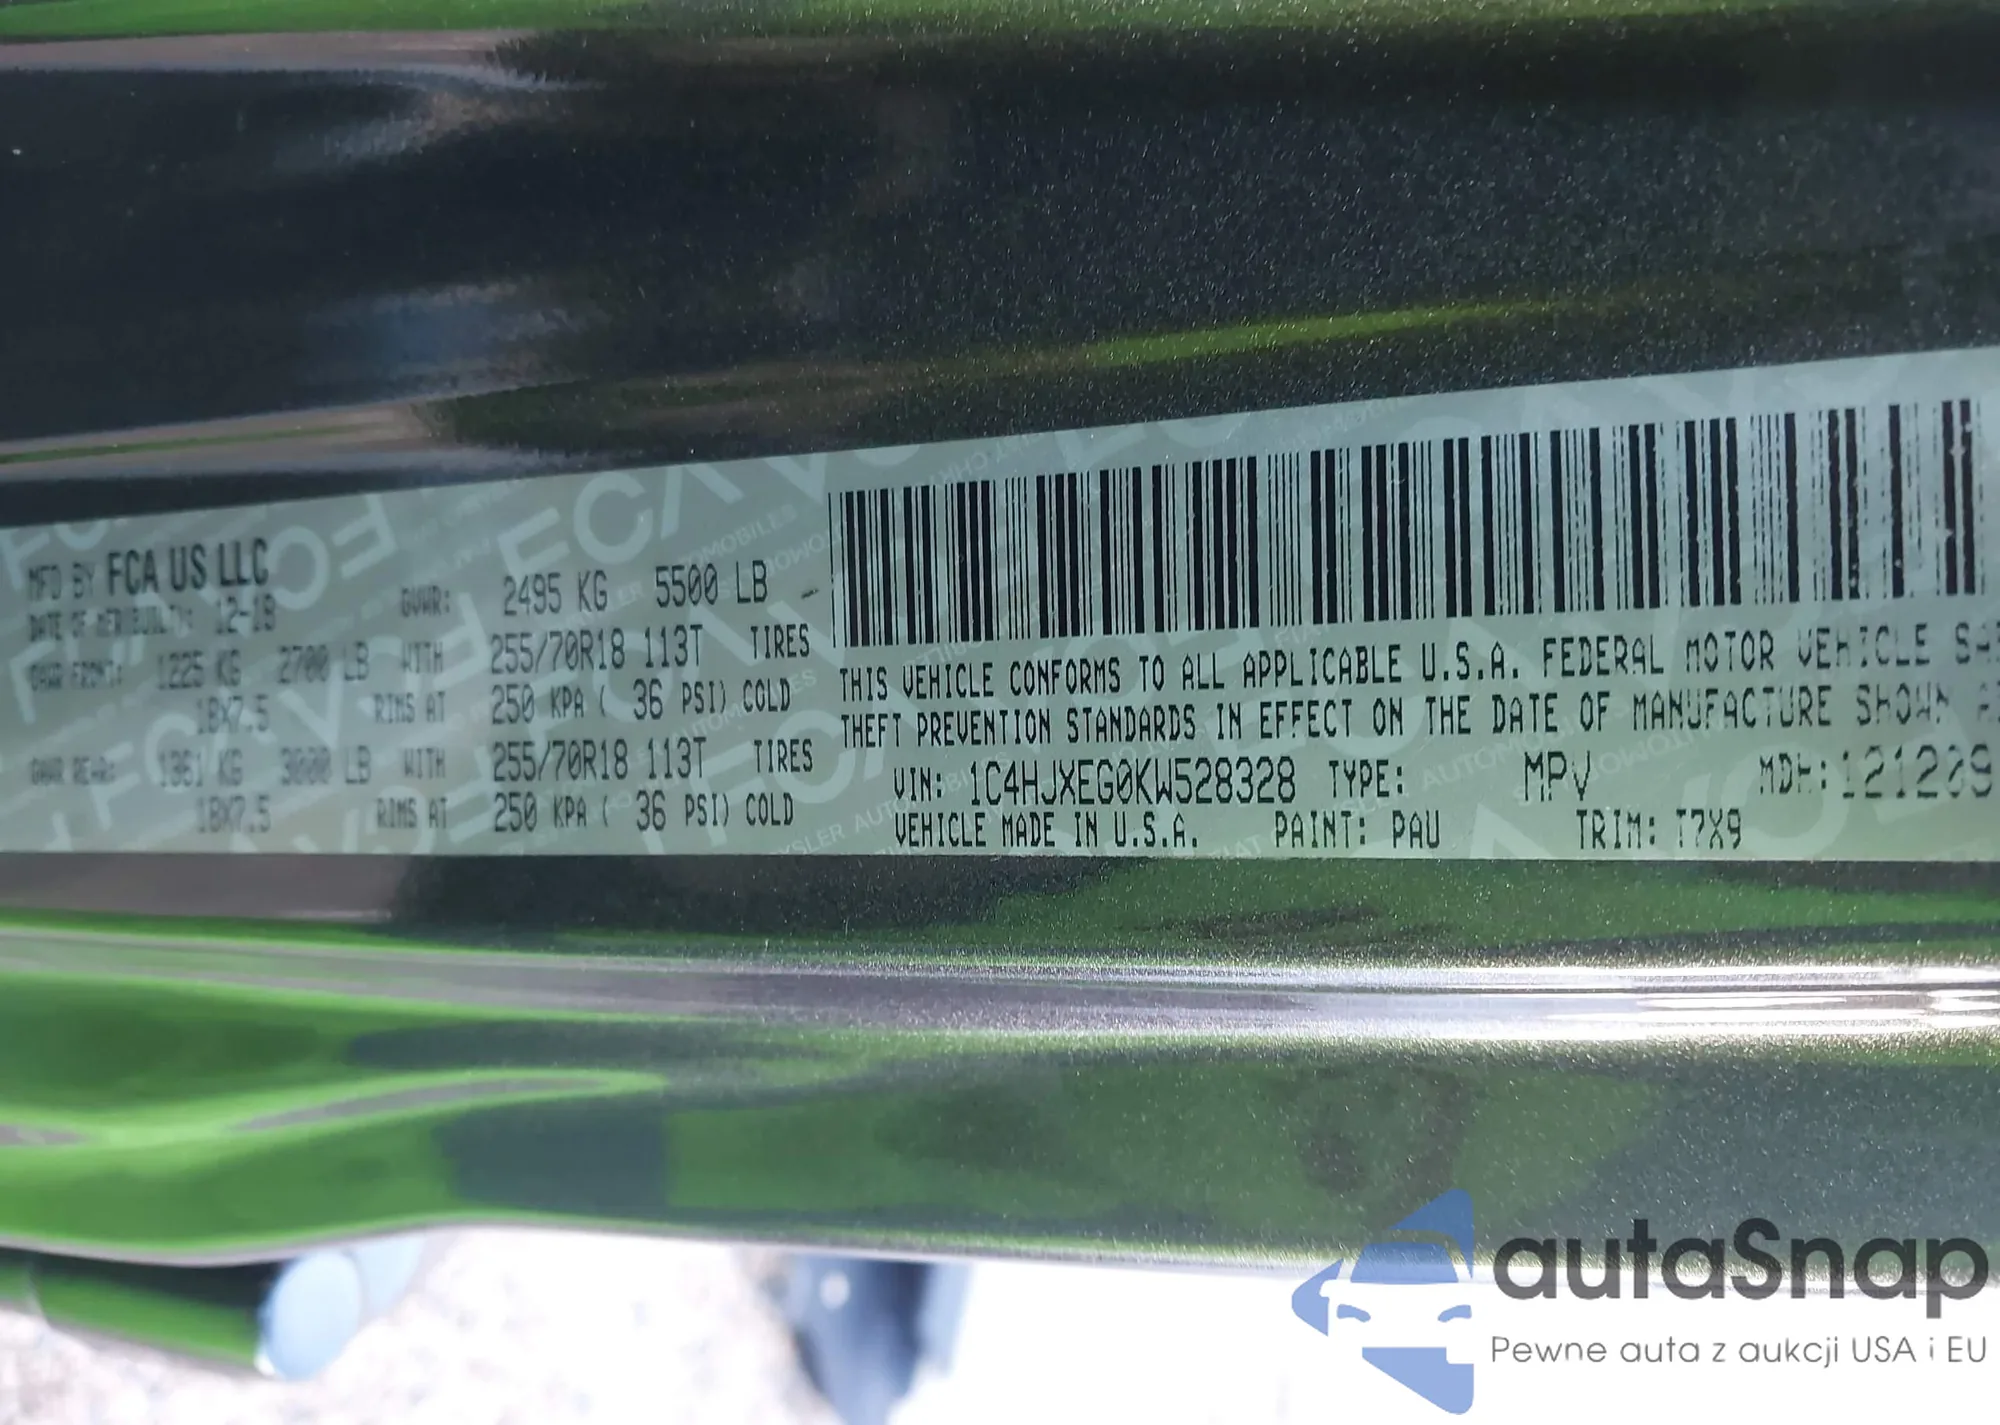 MFD BY FCA US LLC
DATE OF MFR/BUILT: 12-18 GVWR: 2495 KG 5500 LB
GWR FRONT: 1225 KG 2700 LB WITH 255/70R18 113T TIRES
18X7.5 RIMS AT 250 KPA ( 36 PSI) COLD
GWR REAR: 1361 KG 3000 LB WITH 255/70R18 113T TIRES
18X7.5 RIMS AT 250 KPA ( 36 PSI) COLD
THIS VEHICLE CONFORMS TO ALL APPLICABLE U.S.A. FEDERAL MOTOR VEHICLE
THEFT PREVENTION STANDARDS IN EFFECT ON THE DATE OF MANUFACTURE SHOWN
VIN: 1C4HJXEG0KW528328 TYPE: MPV MDH: 121209
VEHICLE MADE IN U.S.A. PAINT: PAU TRIM: T7X9
autaSnap
Pewne auta z aukcji USA i EU